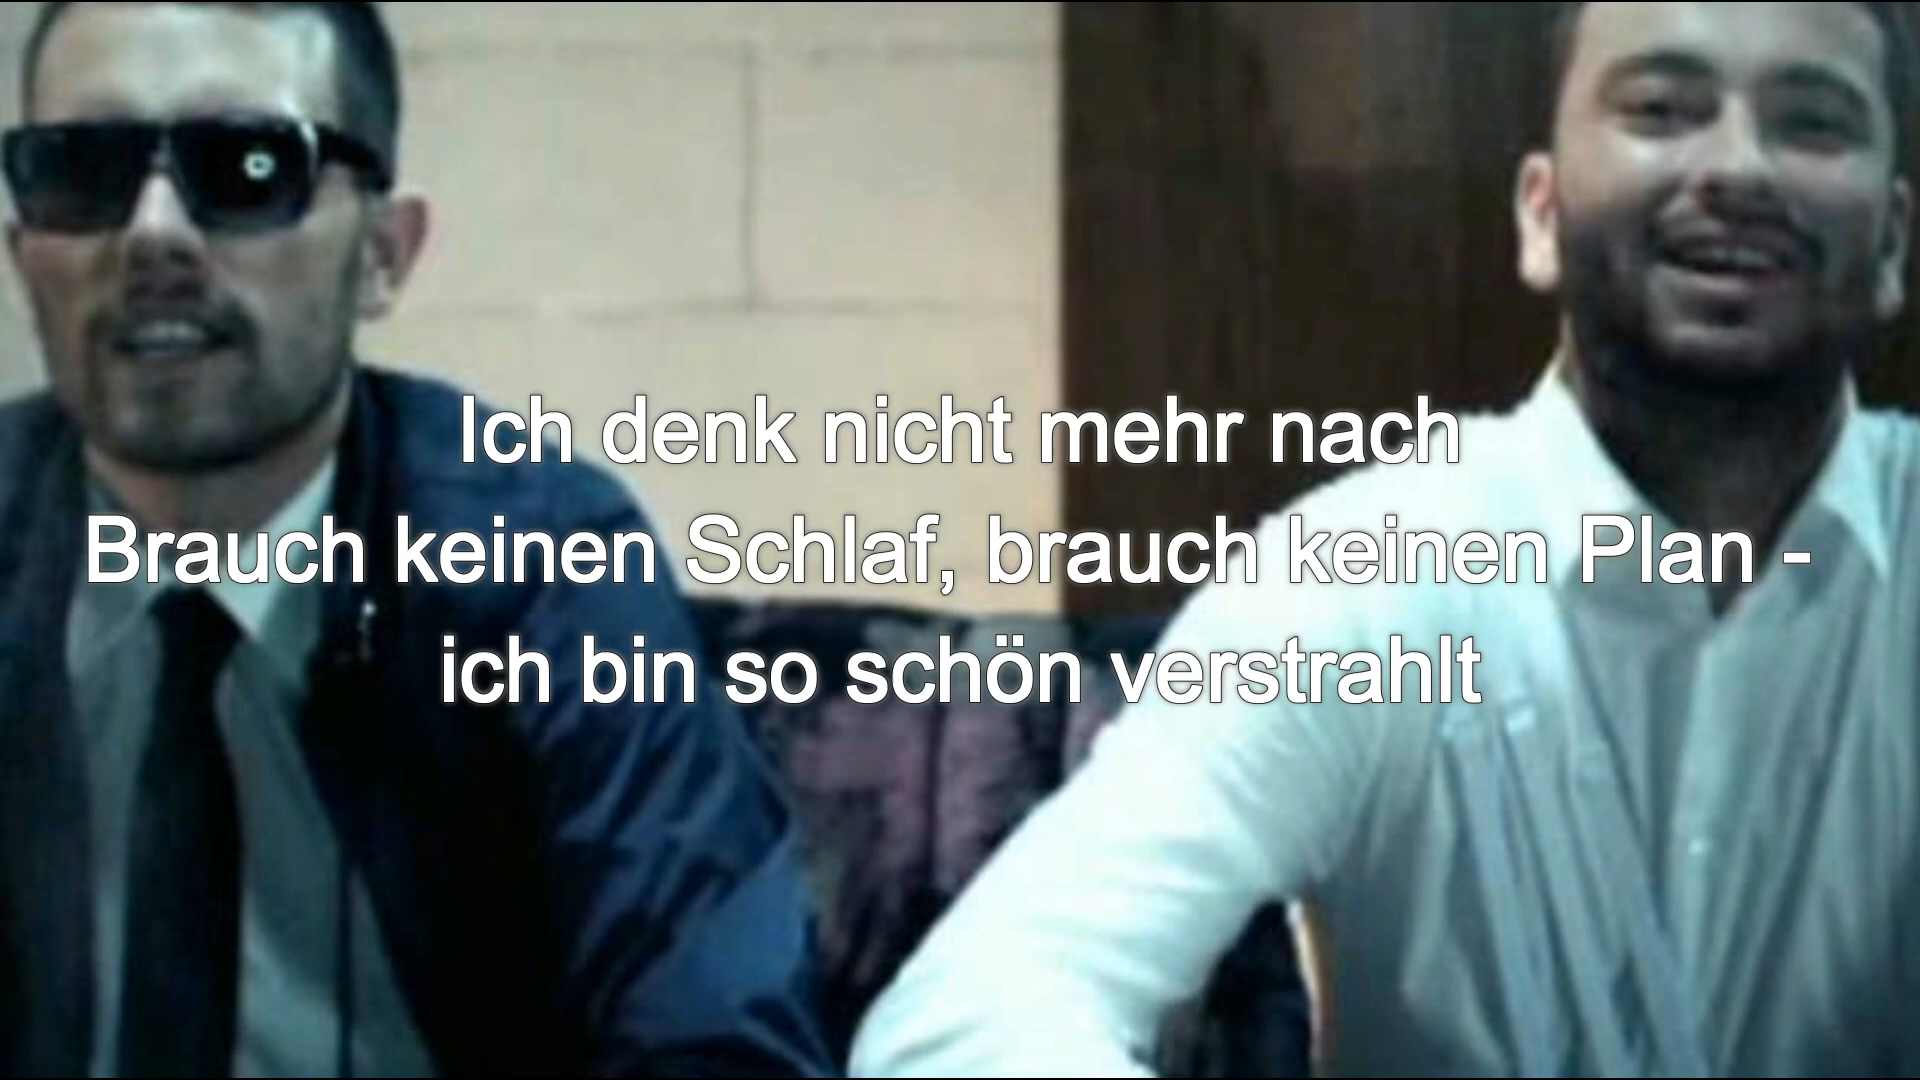 Ich denk nicht mehr nach
Brauch keinen Schlaf, brauch keinen Plan -
ich bin so schön verstrahlt